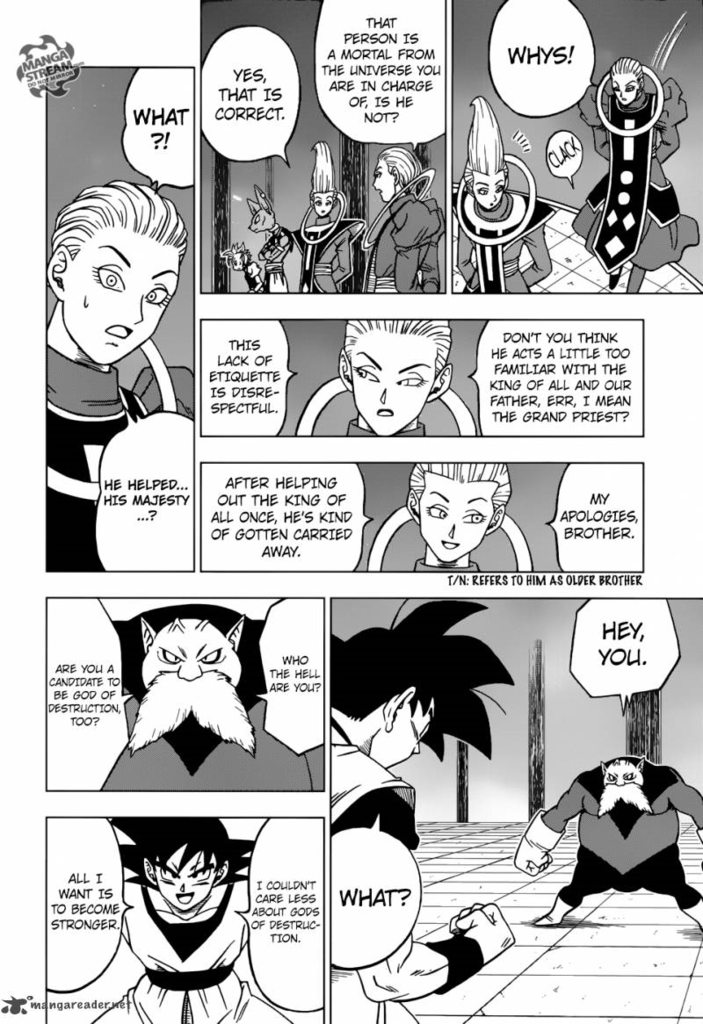 WHYS!
CLACK
THAT
PERSON IS
A MORTAL FROM
THE UNIVERSE YOU
ARE IN CHARGE
OF, IS HE
NOT?
YES,
THAT IS
CORRECT.
WHAT
?!
HE HELPED...
HIS MAJESTY
...?
DON'T YOU THINK
HE ACTS A LITTLE TOO
FAMILIAR WITH THE
KING OF ALL AND OUR
FATHER, ERR, I MEAN
THE GRAND PRIEST?
THIS
LACK OF
ETIQUETTE
IS DISRE-
SPECTFUL.
MY
APOLOGIES,
BROTHER.
AFTER HELPING
OUT THE KING OF
ALL ONCE, HE'S KIND
OF GOTTEN CARRIED
AWAY.
T/N: REFERS TO HIM AS OLDER BROTHER
HEY,
YOU.
WHAT?
WHO
THE HELL
ARE YOU?
ARE YOU A
CANDIDATE TO
BE GOD OF
DESTRUCTION,
TOO?
I COULDN'T
CARE LESS
ABOUT GODS
OF DESTRUC-
TION.
ALL I
WANT IS
TO BECOME
STRONGER.
MANGA
STREAM
DO NOT MIRROR
mangareader.net